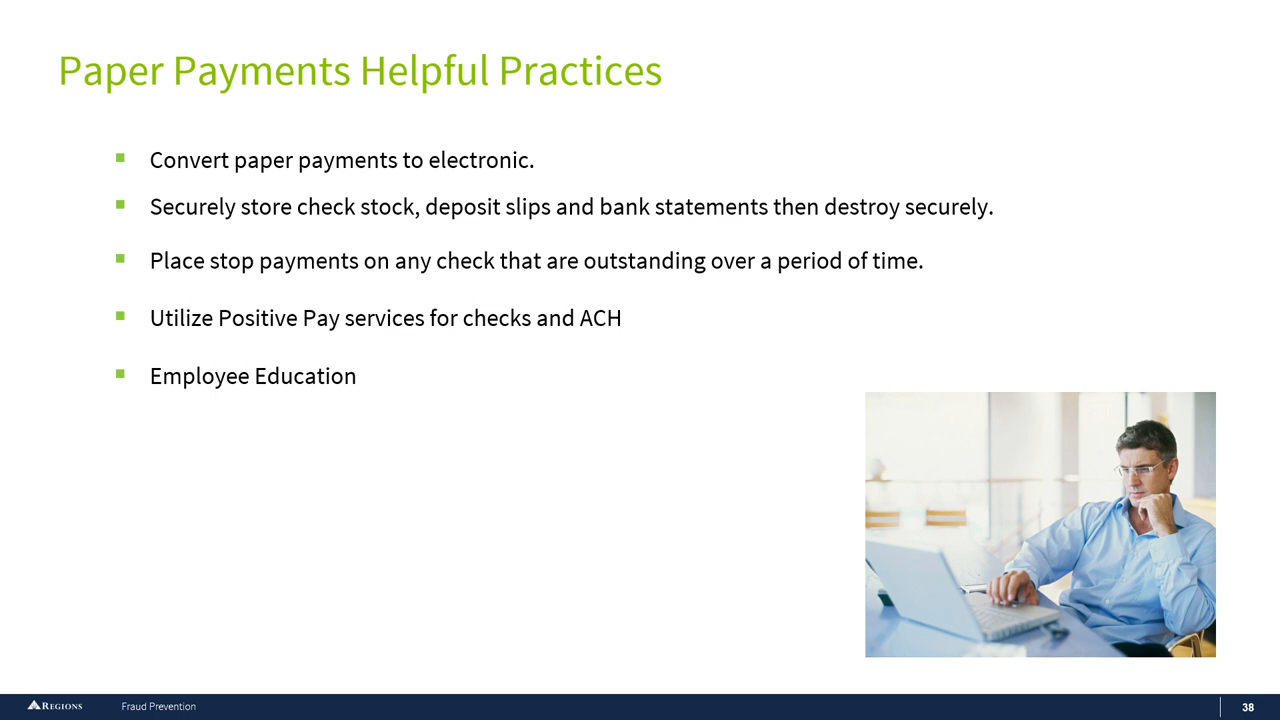 Paper Payments Helpful Practices
Convert paper payments to electronic.
Securely store check stock, deposit slips and bank statements then destroy securely.
Place stop payments on any check that are outstanding over a period of time.
Utilize Positive Pay services for checks and ACH
Employee Education
REGIONS
Fraud Prevention
38